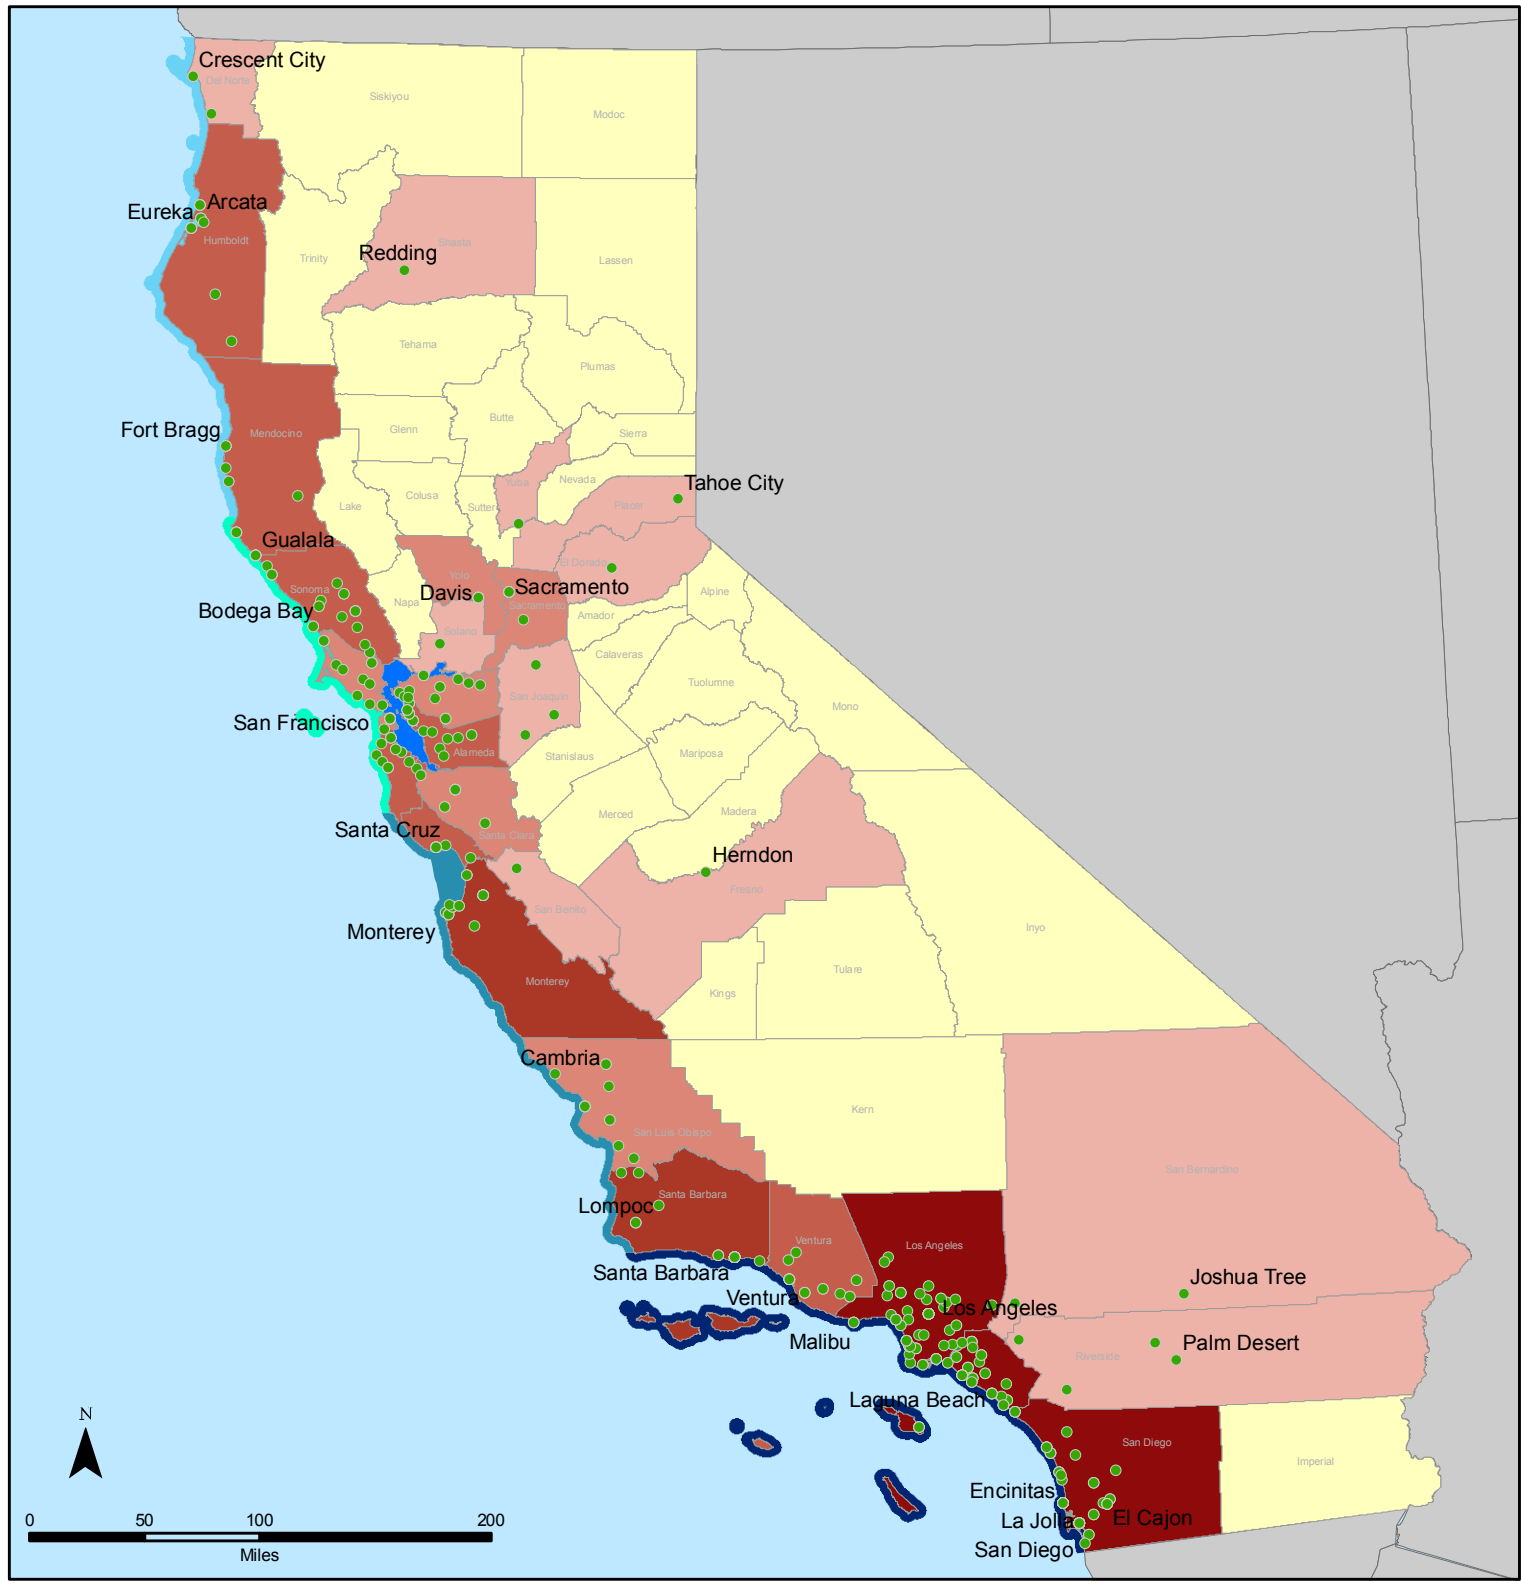 Crescent City
Del Norte
Siskiyou
Modoc
Arcata
Eureka
Humboldt
Trinity
Redding
Shasta
Lassen
Tehama
Plumas
Butte
Glenn
Fort Bragg
Mendocino
Sierra
Yuba
Nevada
Tahoe City
Lake
Colusa
Sutter
Placer
Gualala
El Dorado
Yolo
Sonoma
Davis
Sacramento
Sacramento
Alpine
Bodega Bay
Napa
Amador
Solano
Calaveras
Tuolumne
San Joaquin
Mono
San Francisco
Alameda
Stanislaus
Mariposa
Merced
Madera
Santa Cruz
Santa Clara
Herndon
Fresno
San Benito
Monterey
Inyo
Tulare
Monterey
Kings
Cambria
Kern
San Luis Obispo
San Bernardino
Santa Barbara
Lompoc
Ventura
Los Angeles
Santa Barbara
Joshua Tree
Ventura
Los Angeles
Malibu
Palm Desert
Riverside
Laguna Beach
N
San Diego
Imperial
Encinitas
La Jolla
El Cajon
San Diego
0 50 100 200
Miles